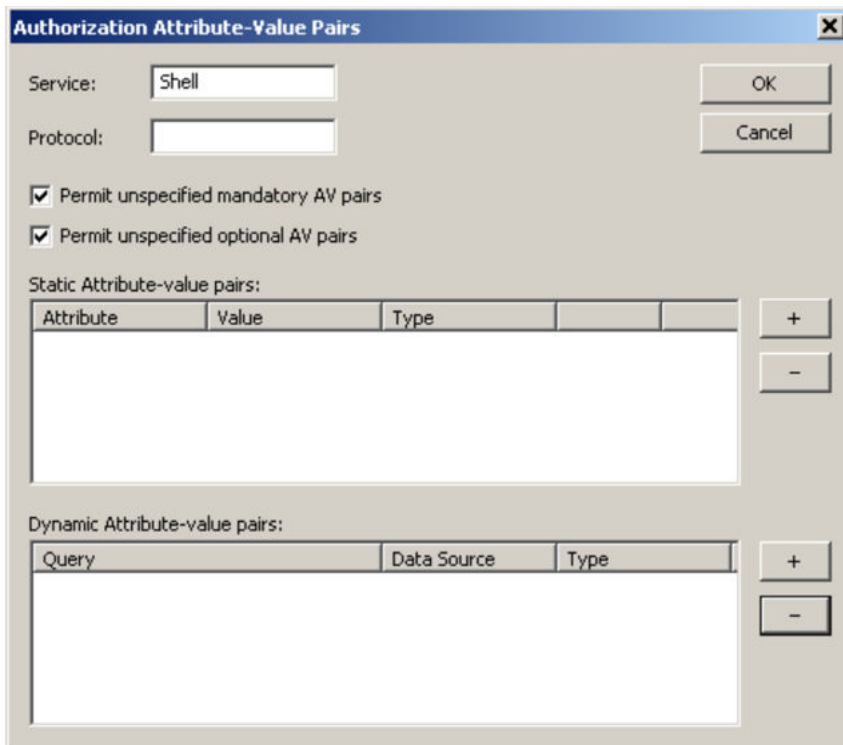 Authorization Attribute-Value Pairs
Service: Shell OK
Protocol: Cancel
Permit unspecified mandatory AV pairs
Permit unspecified optional AV pairs
Static Attribute-value pairs:
Attribute Value Type +
-
Dynamic Attribute-value pairs:
Query Data Source Type +
-